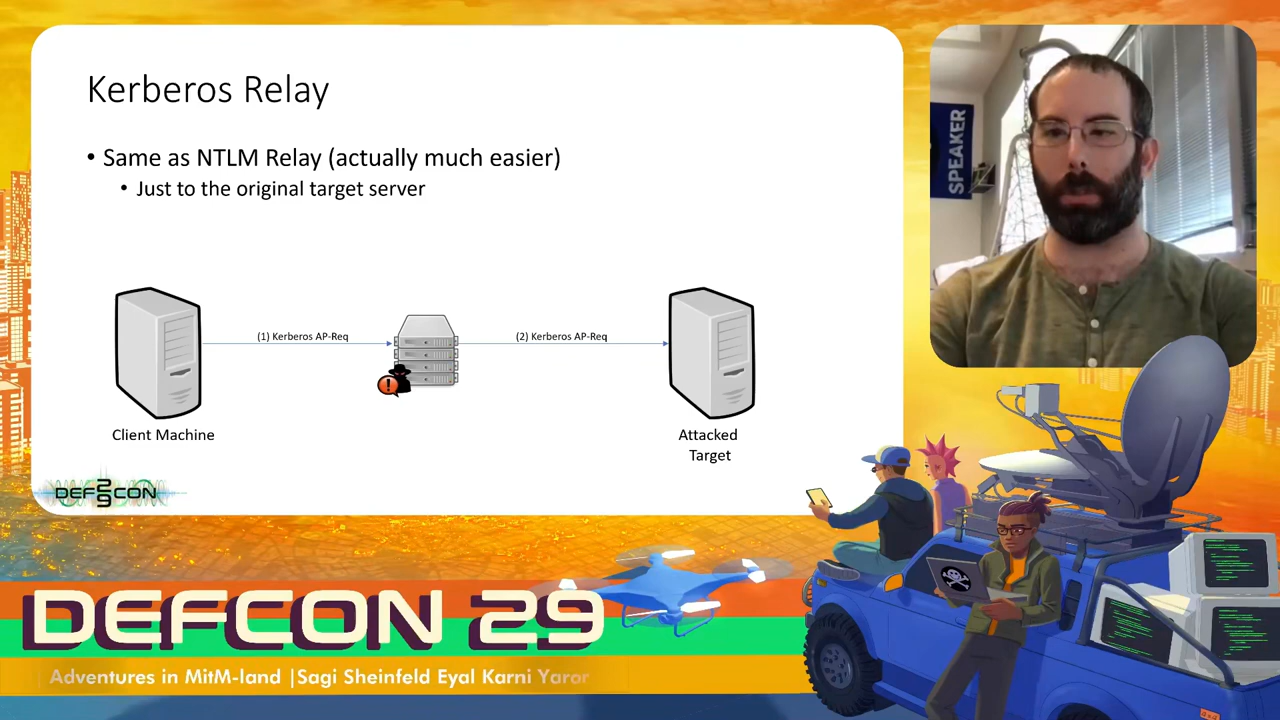 Kerberos Relay
• Same as NTLM Relay (actually much easier)
• Just to the original target server
(1) Kerberos AP-Req
(2) Kerberos AP-Req
!
Client Machine
Attacked
Target
DEF CON
29
SPEAKER
DEFCON 29
Adventures in MitM-land |Sagi Sheinfeld Eyal Karni Yaror